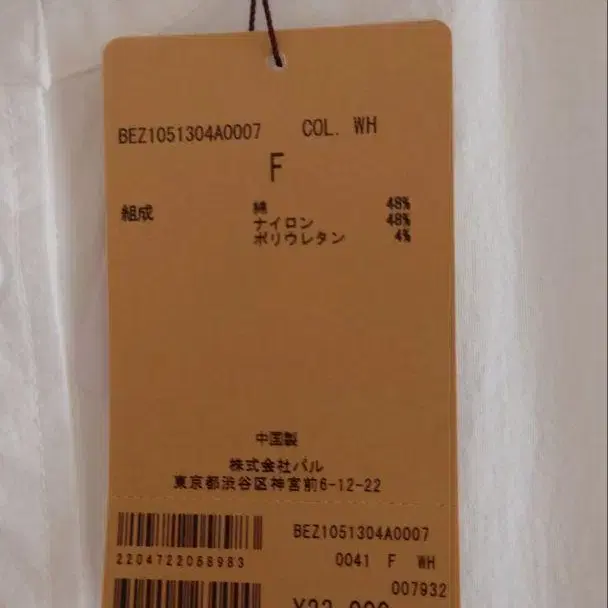 BEZ1051304A0007 COL. WH
F
組成 綿 48%
ナイロン 48%
ポリウレタン 4%
中国製
株式会社パル
東京都渋谷区神宮前6-12-22
BEZ1051304A0007
2204722058983 0041 F WH
007932